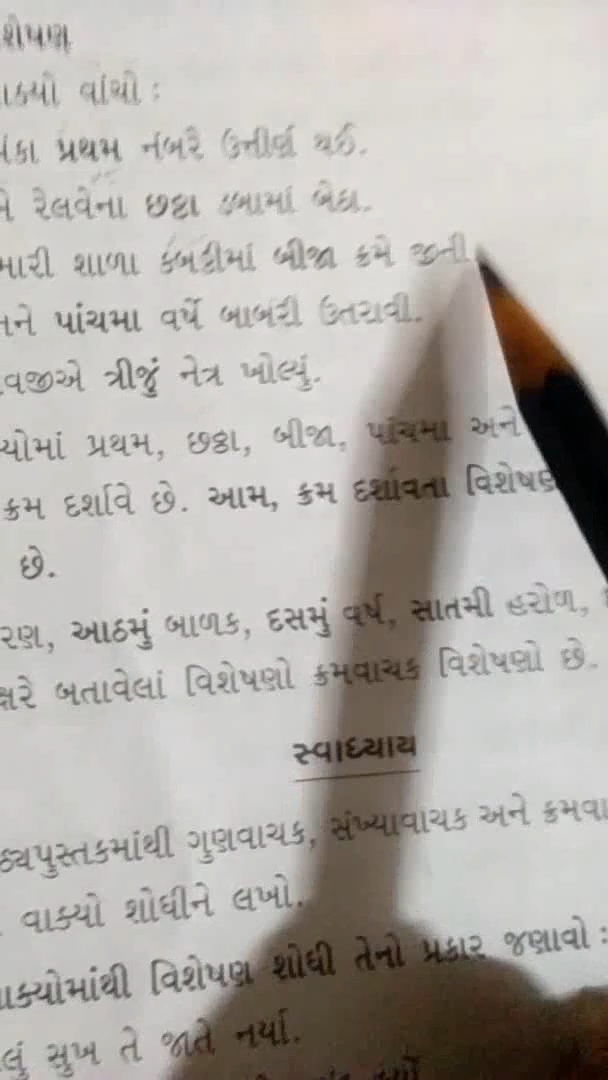 શેષણ
ાક્યો વાંચો :
પ્રથમ નંબરે ઉત્તીર્ણ થઈ.
ને રેલવેના છઠ્ઠા ડબામાં બેઠા.
મારી શાળા કબડ્ડીમાં બીજા ક્રમે જીતી
પાંચમા વર્ષે બાબરી ઉતરાવી.
વજીએ ત્રીજું નેત્ર ખોલ્યું.
ક્યોમાં પ્રથમ, છઠ્ઠા, બીજા, પાંચમા અને
ક્રમ દર્શાવે છે. આમ, ક્રમ દર્શાવતા વિશેષણ
છે.
રણ, આઠમું બાળક, દસમું વર્ષ, સાતમી હરોળ,
ક્ષરે બતાવેલાં વિશેષણો ક્રમવાચક વિશેષણો છે.
સ્વાધ્યાય
ઠ્યપુસ્તકમાંથી ગુણવાચક, સંખ્યાવાચક અને ક્રમવા
વાક્યો શોધીને લખો.
ાક્યોમાંથી વિશેષણ શોધી તેનો પ્રકાર જણાવો :
લું સુખ તે જાતે નર્યા.